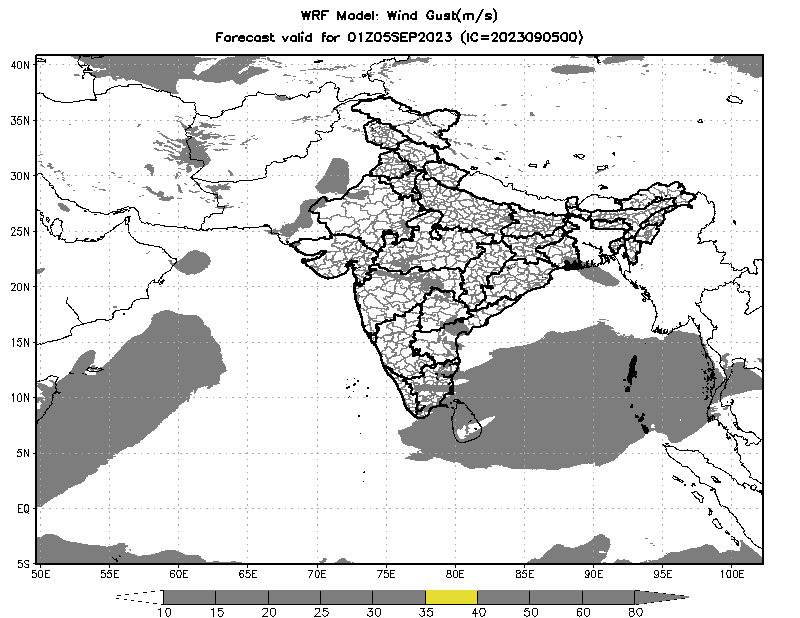 WRF Model: Wind Gust(m/s)
Forecast valid for 01Z05SEP2023 (IC=2023090500)
40N
35N
30N
25N
20N
15N
10N
5N
EQ
5S
50E 55E 60E 65E 70E 75E 80E 85E 90E 95E 100E
10 15 20 25 30 35 40 50 60 80